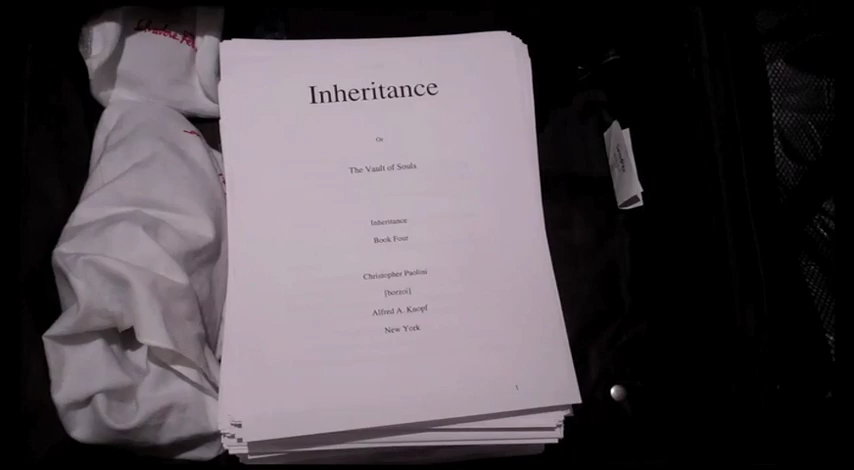 Inheritance
Or
The Vault of Souls
Inheritance
Book Four
Christopher Paolini
[borzoi]
Alfred A. Knopf
New York
1